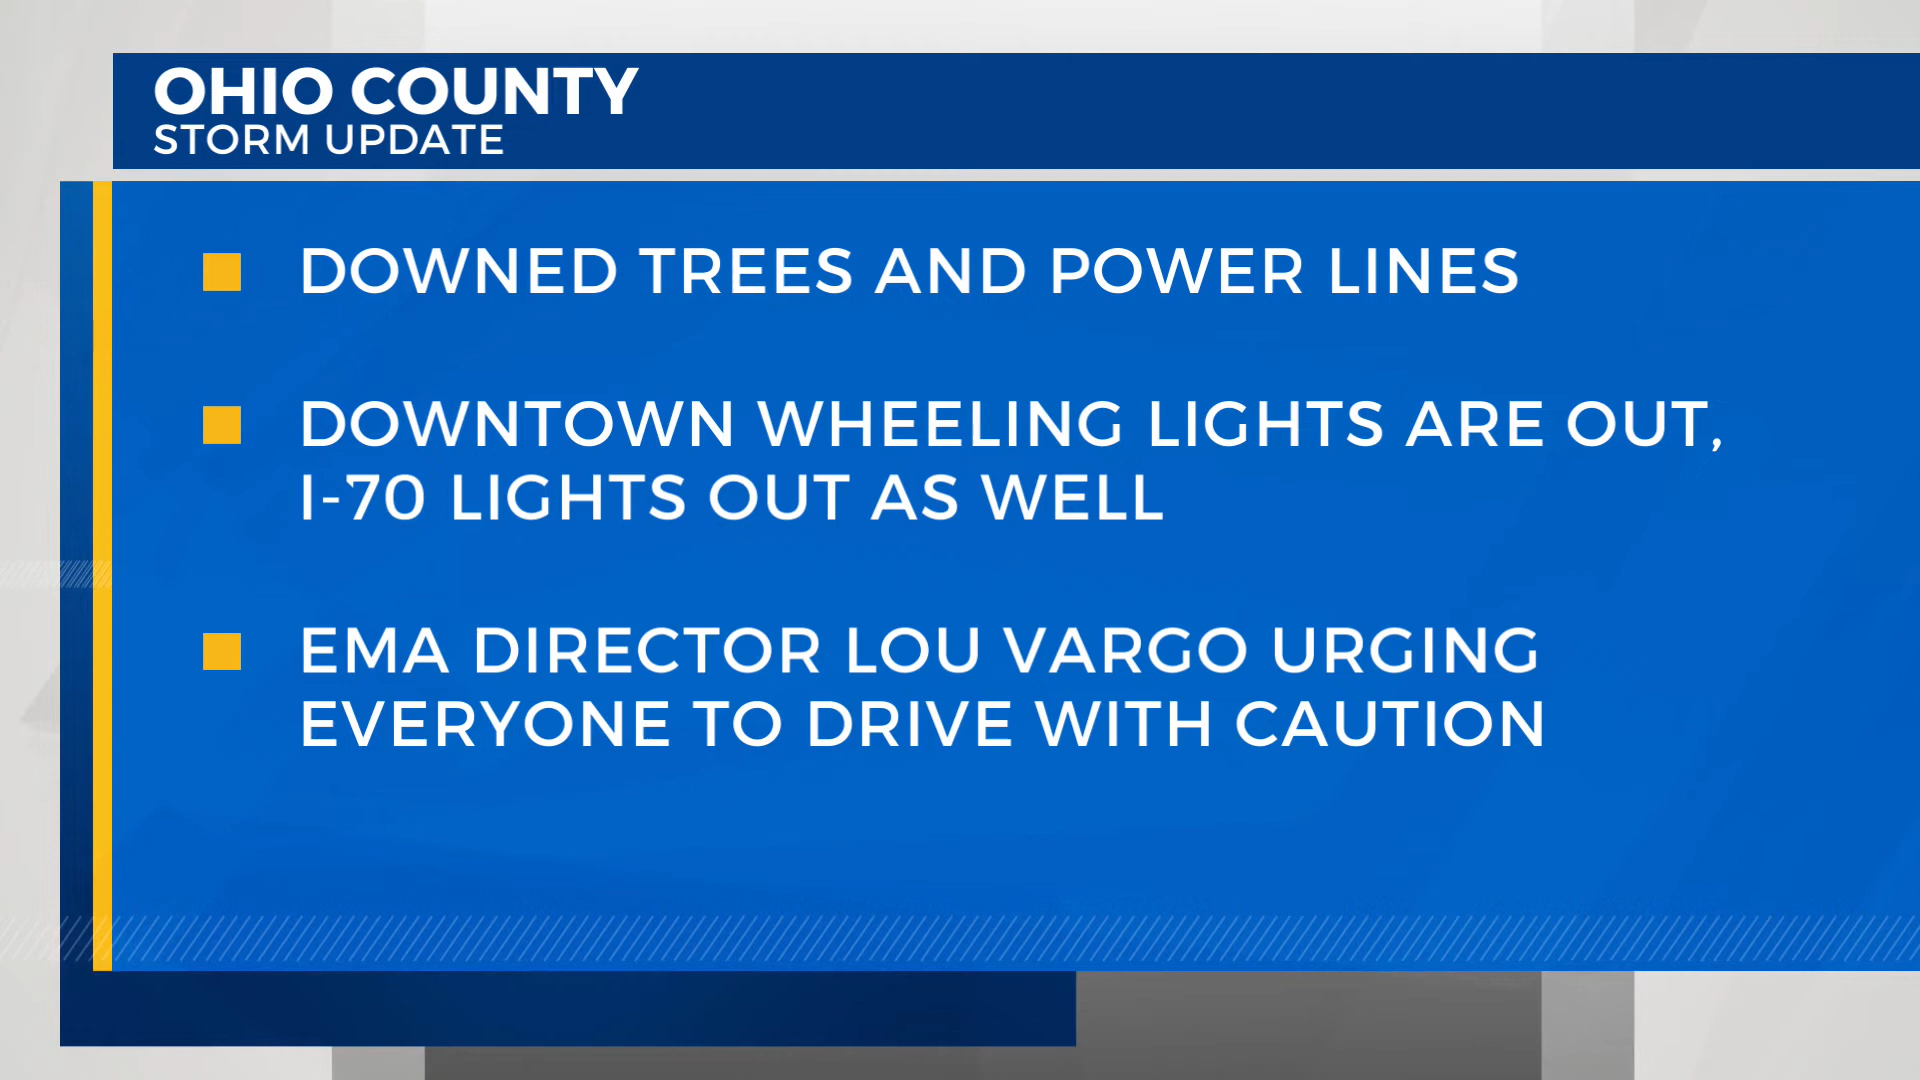 OHIO COUNTY
STORM UPDATE
DOWNED TREES AND POWER LINES
DOWNTOWN WHEELING LIGHTS ARE OUT,
I-70 LIGHTS OUT AS WELL
EMA DIRECTOR LOU VARGO URGING
EVERYONE TO DRIVE WITH CAUTION